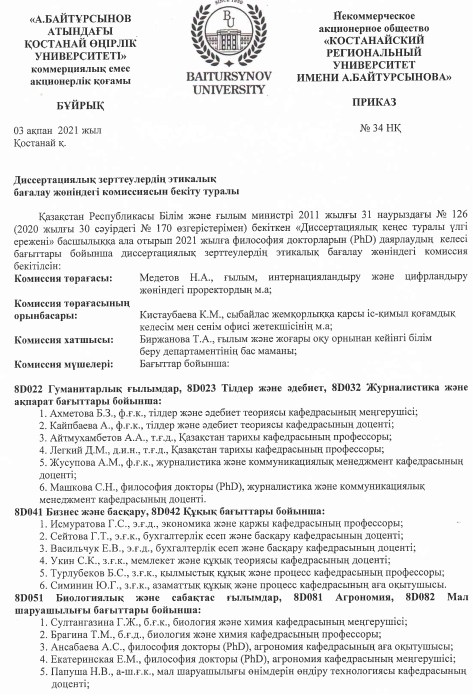 «А.БАЙТҰРСЫНОВ
АТЫНДАҒЫ
ҚОСТАНАЙ ӨҢІРЛІК
УНИВЕРСИТЕТІ»
коммерциялық емес
акционерлік қоғамы
БҰЙРЫҚ
BU
BAITURSYNOV
UNIVERSITY
Некоммерческое
акционерное общество
«КОСТАНАЙСКИЙ
РЕГИОНАЛЬНЫЙ
УНИВЕРСИТЕТ
ИМЕНИ А.БАЙТУРСЫНОВА»
ПРИКАЗ
03 ақпан 2021 жыл
№ 34 НҚ
Қостанай қ.
Диссертациялық зерттеулердің этикалық
бағалау жөніндегі комиссиясын бекіту туралы
Қазақстан Республикасы Білім және ғылым министрі 2011 жылғы 31 наурыздағы № 126
(2020 жылғы 30 сәуірдегі № 170 өзгерістерімен) бекіткен «Диссертациялық кеңес туралы үлгі
ережені» басшылыққа ала отырып 2021 жылға философия докторларын (PhD) даярлаудың келесі
бағыттары бойынша диссертациялық зерттеулердің этикалық бағалау жөніндегі комиссия
бекітілсін:
Комиссия төрағасы: Медетов Н.А., ғылым, интернацияландыру және цифрландыру
жөніндегі проректордың м.а;
Комиссия төрағасының
орынбасары: Кистаубаева К.М., сыбайлас жемқорлыққа қарсы іс-қимыл қоғамдық
келесім мен сенім офисі жетекшісінің м.а;
Комиссия хатшысы: Биржанова Т.А., ғылым және жоғары оқу орнынан кейінгі білім
беру департаментінің бас маманы;
Комиссия мүшелері: Бағыттар бойынша:
8D022 Гуманитарлық ғылымдар, 8D023 Тілдер және әдебиет, 8D032 Журналистика және
ақпарат бағыттары бойынша:
1. Ахметова Б.З., ф.ғ.к., тілдер және әдебиет теориясы кафедрасының меңгерушісі;
2. Кайпбаева А., ф.ғ.к., тілдер және әдебиет теориясы кафедрасының доценті;
3. Айтмухамбетов А.А., т.ғ.д., Қазақстан тарихы кафедрасының профессоры;
4. Легкий Д.М., д.и.н., т.ғ.д., Қазақстан тарихы кафедрасының профессоры;
5. Жусупова А.М., ф.ғ.к., журналистика және коммуникациялық менеджмент кафедрасының
доценті;
6. Машкова С.Н., философия докторы (PhD), журналистика және коммуникациялық
менеджмент кафедрасының доценті.
8D041 Бизнес және басқару, 8D042 Құқық бағыттары бойынша:
1. Исмуратова Г.С., э.ғ.д., экономика және қаржы кафедрасының профессоры;
2. Сейтова Г.Т., э.ғ.к., бухгалтерлік есеп және басқару кафедрасының доценті;
3. Васильчук Е.В., э.ғ.д., бухгалтерлік есеп және басқару кафедрасының доценті;
4. Укин С.К., з.ғ.к., мемлекет және құқық теориясы кафедрасының доценті;
5. Турлубеков Б.С., з.ғ.к., қылмыстық құқық және процесс кафедрасының профессоры;
6. Симинин Ю.Г., з.ғ.к., азаматтық құқық және процесс кафедрасының аға оқытушысы.
8D051 Биологиялық және сабақтас ғылымдар, 8D081 Агрономия, 8D082 Мал
шаруашылығы бағыттары бойынша:
1. Султангазина Г.Ж., б.ғ.к., биология және химия кафедрасының меңгерушісі;
2. Брагина Т.М., б.ғ.д., биология және химия кафедрасының профессоры;
3. Ансабаева А.С., философия докторы (PhD), агрономия кафедрасының аға оқытушысы;
4. Екатеринская Е.М., философия докторы (PhD), агрономия кафедрасының меңгерушісі;
5. Папуша Н.В., а-ш.ғ.к., мал шаруашылығы өнімдерін өндіру технологиясы кафедрасының
доценті;